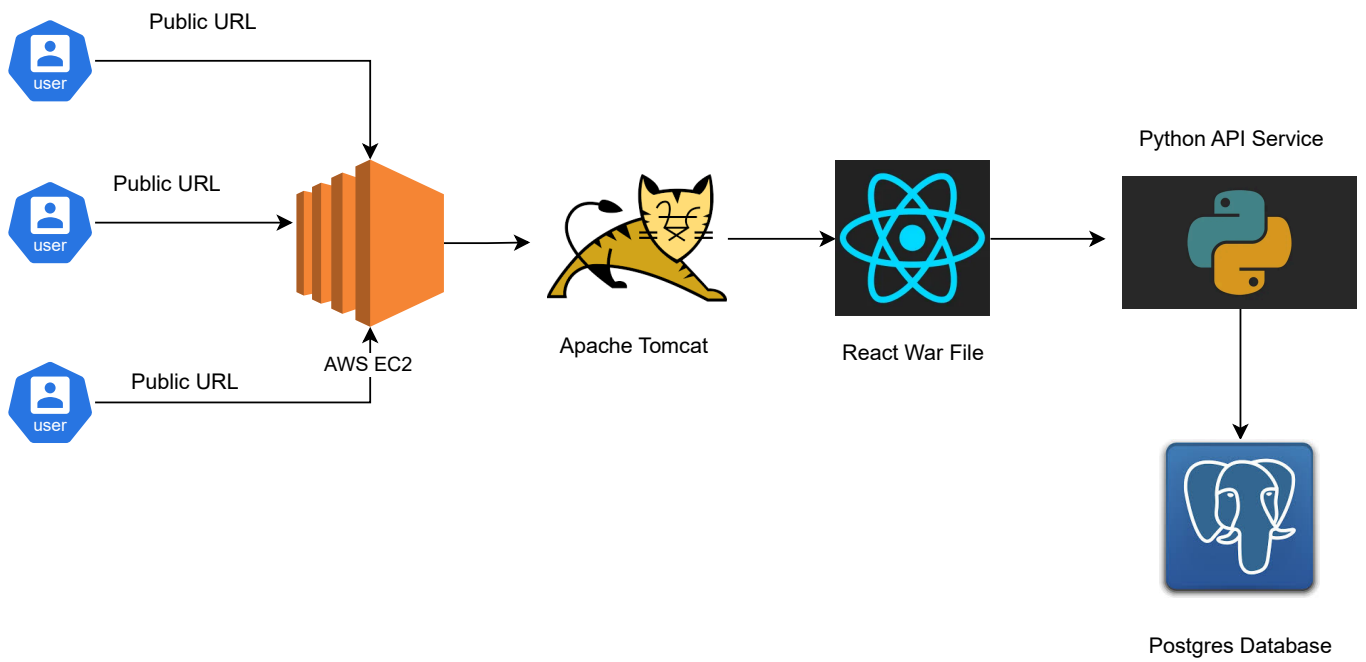 Public URL
user
Public URL
user
Public URL
user
AWS EC2
Apache Tomcat
React War File
Python API Service
Postgres Database